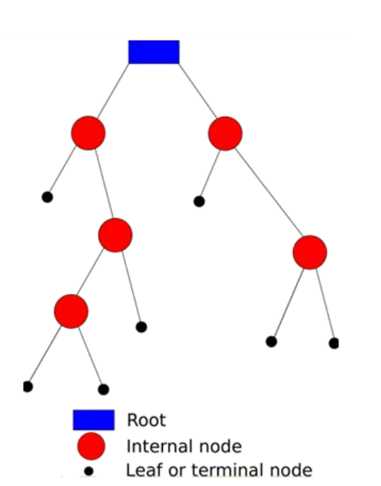 Root
Internal node
Leaf or terminal node